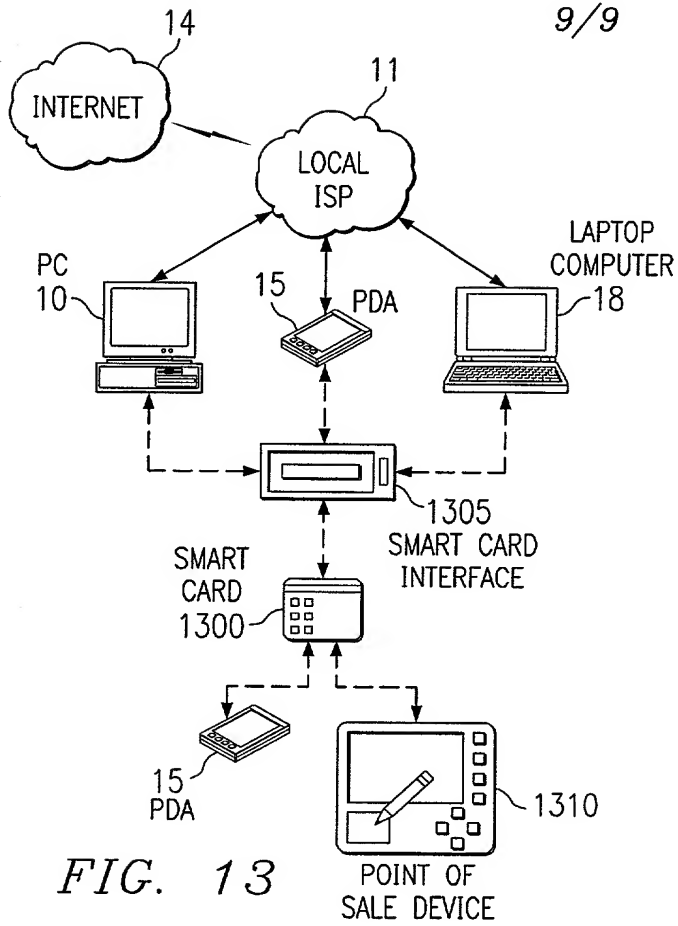 9/9
14
INTERNET
11
LOCAL
ISP
PC
10
15
PDA
LAPTOP
COMPUTER
18
1305
SMART CARD
INTERFACE
SMART
CARD
1300
15
PDA
1310
POINT OF
SALE DEVICE
FIG. 13